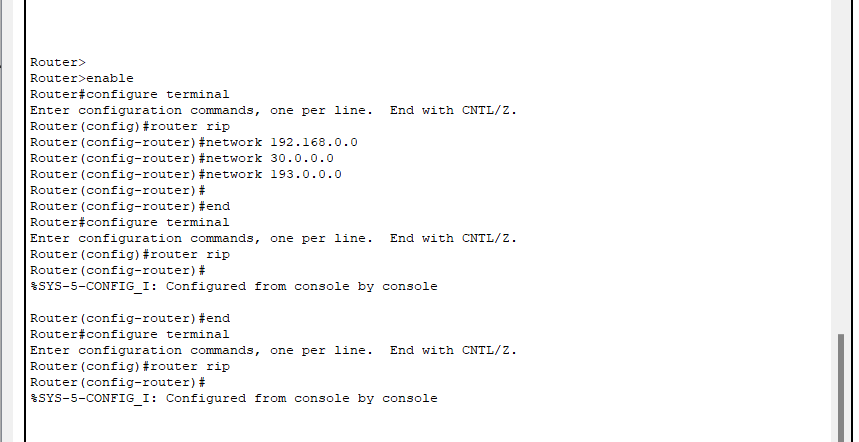 Router>
Router>enable
Router#configure terminal
Enter configuration commands, one per line.  End with CNTL/Z.
Router(config)#router rip
Router(config-router)#network 192.168.0.0
Router(config-router)#network 30.0.0.0
Router(config-router)#network 193.0.0.0
Router(config-router)#
Router(config-router)#end
Router#configure terminal
Enter configuration commands, one per line.  End with CNTL/Z.
Router(config)#router rip
Router(config-router)#
%SYS-5-CONFIG_I: Configured from console by console
Router(config-router)#end
Router#configure terminal
Enter configuration commands, one per line.  End with CNTL/Z.
Router(config)#router rip
Router(config-router)#
%SYS-5-CONFIG_I: Configured from console by console